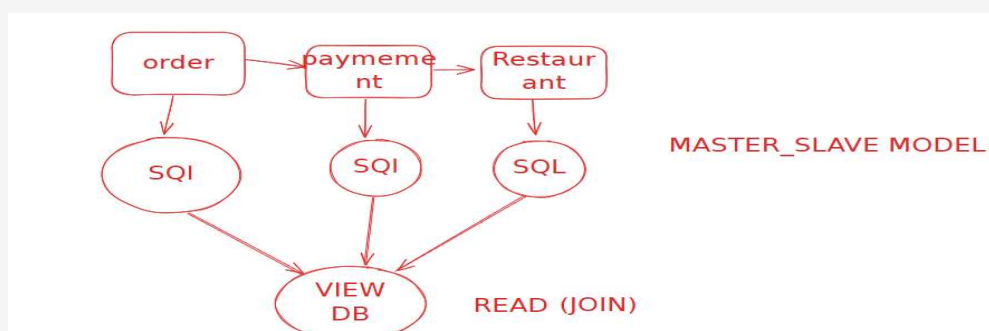 order
paymeme
nt
Restaur
ant
SQl
SQl
SQL
MASTER_SLAVE MODEL
VIEW
DB
READ (JOIN)